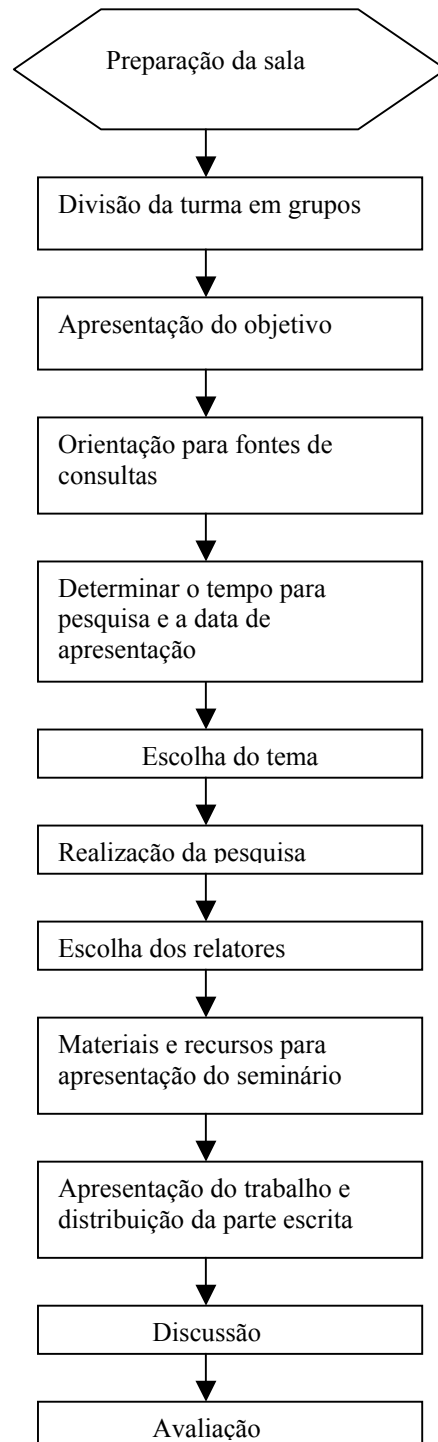 Preparação da sala
Divisão da turma em grupos
Apresentação do objetivo
Orientação para fontes de
consultas
Determinar o tempo para
pesquisa e a data de
apresentação
Escolha do tema
Realização da pesquisa
Escolha dos relatores
Materiais e recursos para
apresentação do seminário
Apresentação do trabalho e
distribuição da parte escrita
Discussão
Avaliação